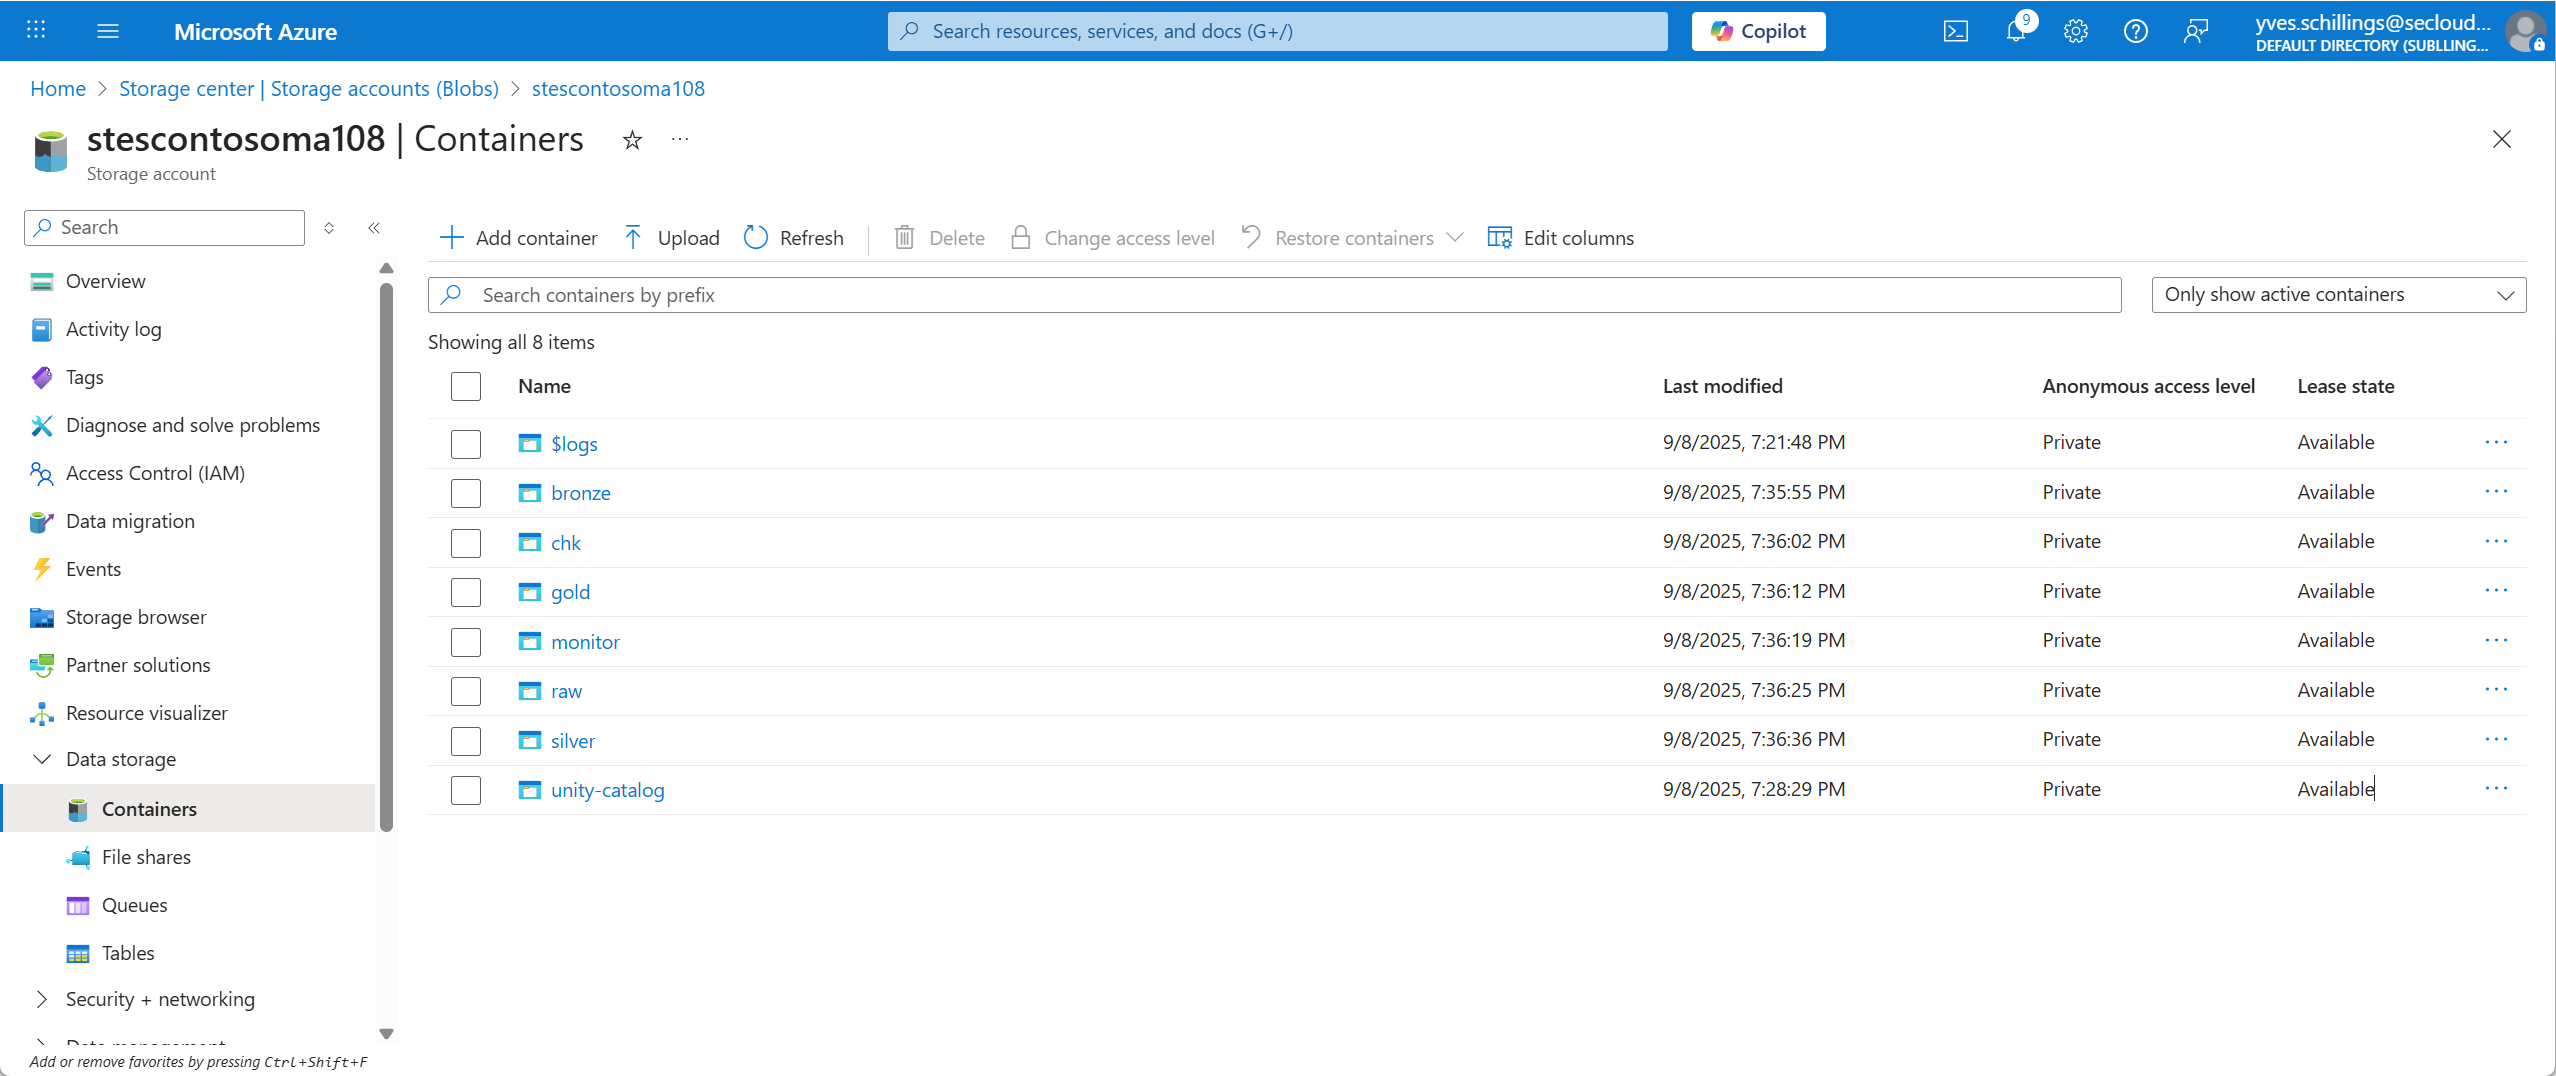 Microsoft Azure
Search resources, services, and docs (G+/)
Copilot
9
yves.schillings@secloud...
DEFAULT DIRECTORY (SUBLLING...
Home > Storage center | Storage accounts (Blobs) > stescontosoma108
stescontosoma108 | Containers
Storage account
Search
Add container
Upload
Refresh
Delete
Change access level
Restore containers
Edit columns
Overview
Activity log
Tags
Diagnose and solve problems
Access Control (IAM)
Data migration
Events
Storage browser
Partner solutions
Resource visualizer
Data storage
Containers
File shares
Queues
Tables
Security + networking
Data management
Add or remove favorites by pressing Ctrl+Shift+F
Search containers by prefix
Only show active containers
Showing all 8 items
Name Last modified Anonymous access level Lease state
$logs 9/8/2025, 7:21:48 PM Private Available
bronze 9/8/2025, 7:35:55 PM Private Available
chk 9/8/2025, 7:36:02 PM Private Available
gold 9/8/2025, 7:36:12 PM Private Available
monitor 9/8/2025, 7:36:19 PM Private Available
raw 9/8/2025, 7:36:25 PM Private Available
silver 9/8/2025, 7:36:36 PM Private Available
unity-catalog 9/8/2025, 7:28:29 PM Private Available